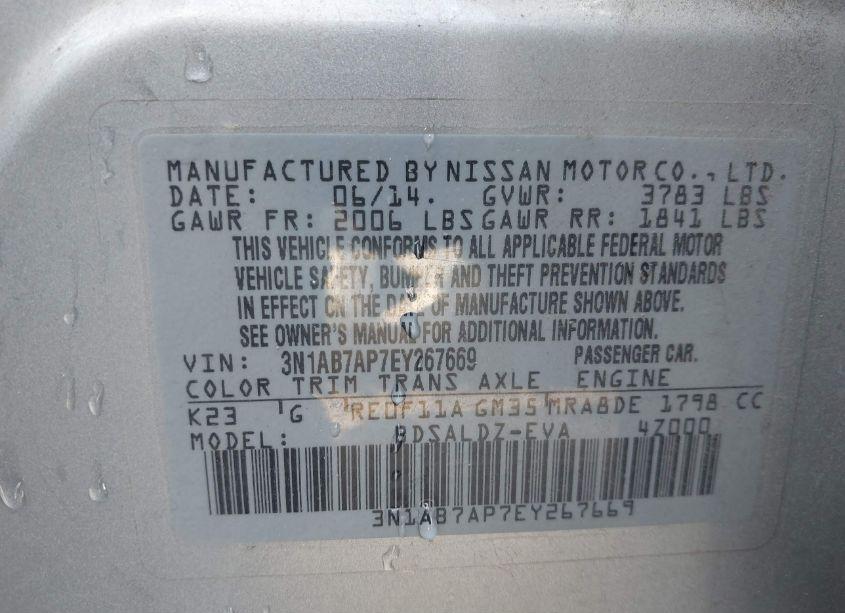 MANUFACTURED BY NISSAN MOTOR CO., LTD.
DATE: 06/14. GVWR: 3783 LBS
GAWR FR: 2006 LBS GAWR RR: 1841 LBS
THIS VEHICLE CONFORMS TO ALL APPLICABLE FEDERAL MOTOR
VEHICLE SAFETY, BUMPER AND THEFT PREVENTION STANDARDS
IN EFFECT ON THE DATE OF MANUFACTURE SHOWN ABOVE.
SEE OWNER'S MANUAL FOR ADDITIONAL INFORMATION.
VIN: 3N1AB7AP7EY267669 PASSENGER CAR.
COLOR TRIM TRANS AXLE ENGINE
K23 G RE0F11A GM35 MRA8DE 1798 CC
MODEL: BDSALDZ-EVA 4Z000
3N1AB7AP7EY267669